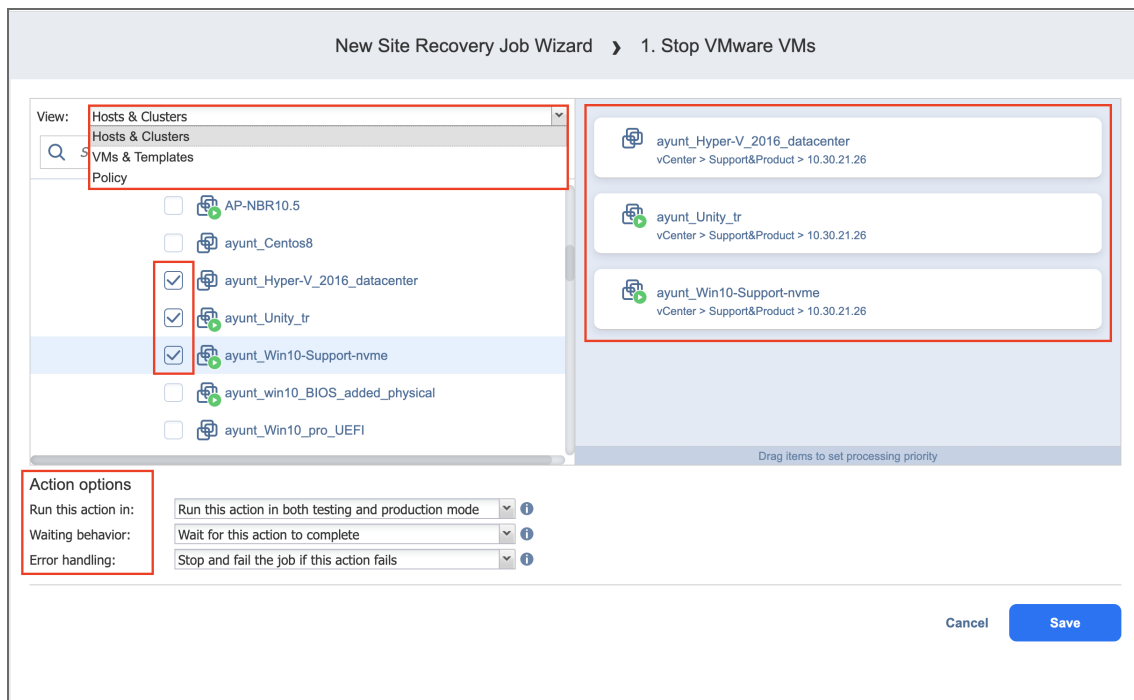 New Site Recovery Job Wizard ❯ 1. Stop VMware VMs
View: Hosts & Clusters
Hosts & Clusters
VMs & Templates
Policy
AP-NBR10.5
ayunt_Centos8
ayunt_Hyper-V_2016_datacenter
ayunt_Unity_tr
ayunt_Win10-Support-nvme
ayunt_win10_BIOS_added_physical
ayunt_Win10_pro_UEFI
ayunt_Hyper-V_2016_datacenter
vCenter > Support&Product > 10.30.21.26
ayunt_Unity_tr
vCenter > Support&Product > 10.30.21.26
ayunt_Win10-Support-nvme
vCenter > Support&Product > 10.30.21.26
Drag items to set processing priority
Action options
Run this action in: Run this action in both testing and production mode
Waiting behavior: Wait for this action to complete
Error handling: Stop and fail the job if this action fails
Cancel Save